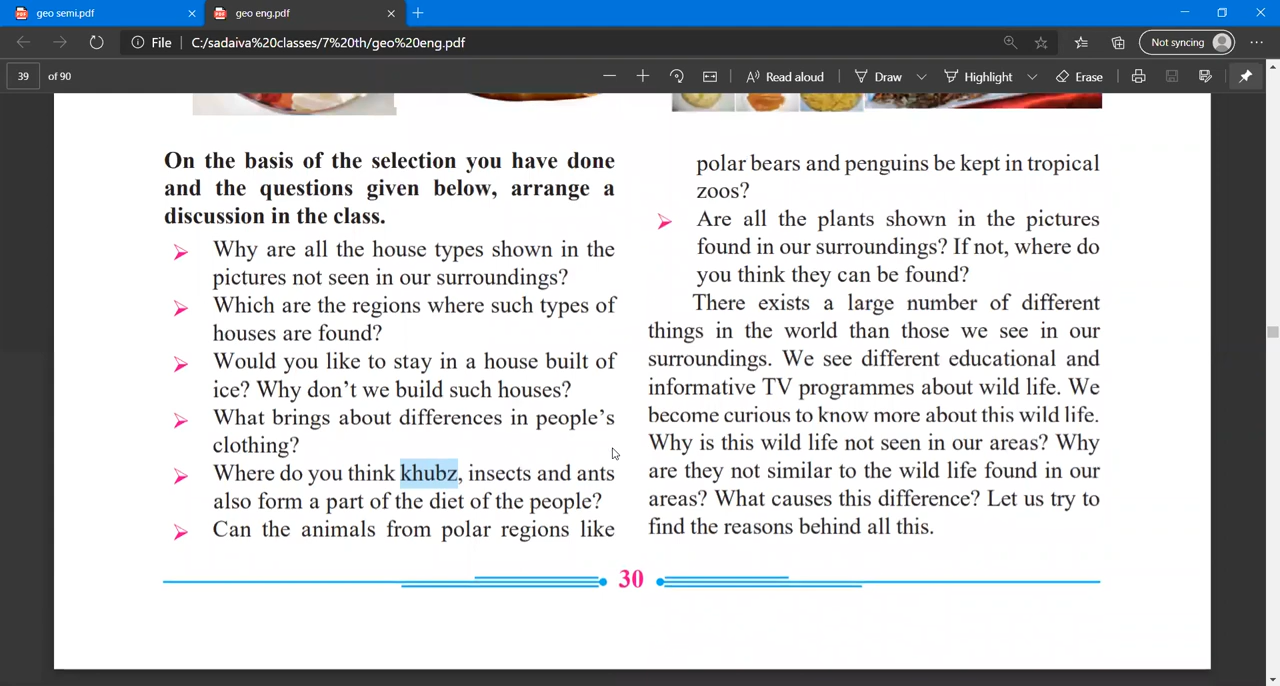 geo semi.pdf
geo eng.pdf
File
C:/sadaiva%20classes/7%20th/geo%20eng.pdf
Not syncing
39 of 90
Read aloud
Draw
Highlight
Erase
On the basis of the selection you have done
and the questions given below, arrange a
discussion in the class.
➢ Why are all the house types shown in the
pictures not seen in our surroundings?
➢ Which are the regions where such types of
houses are found?
➢ Would you like to stay in a house built of
ice? Why don't we build such houses?
➢ What brings about differences in people's
clothing?
➢ Where do you think khubz, insects and ants
also form a part of the diet of the people?
➢ Can the animals from polar regions like
polar bears and penguins be kept in tropical
zoos?
➢ Are all the plants shown in the pictures
found in our surroundings? If not, where do
you think they can be found?
There exists a large number of different
things in the world than those we see in our
surroundings. We see different educational and
informative TV programmes about wild life. We
become curious to know more about this wild life.
Why is this wild life not seen in our areas? Why
are they not similar to the wild life found in our
areas? What causes this difference? Let us try to
find the reasons behind all this.
30